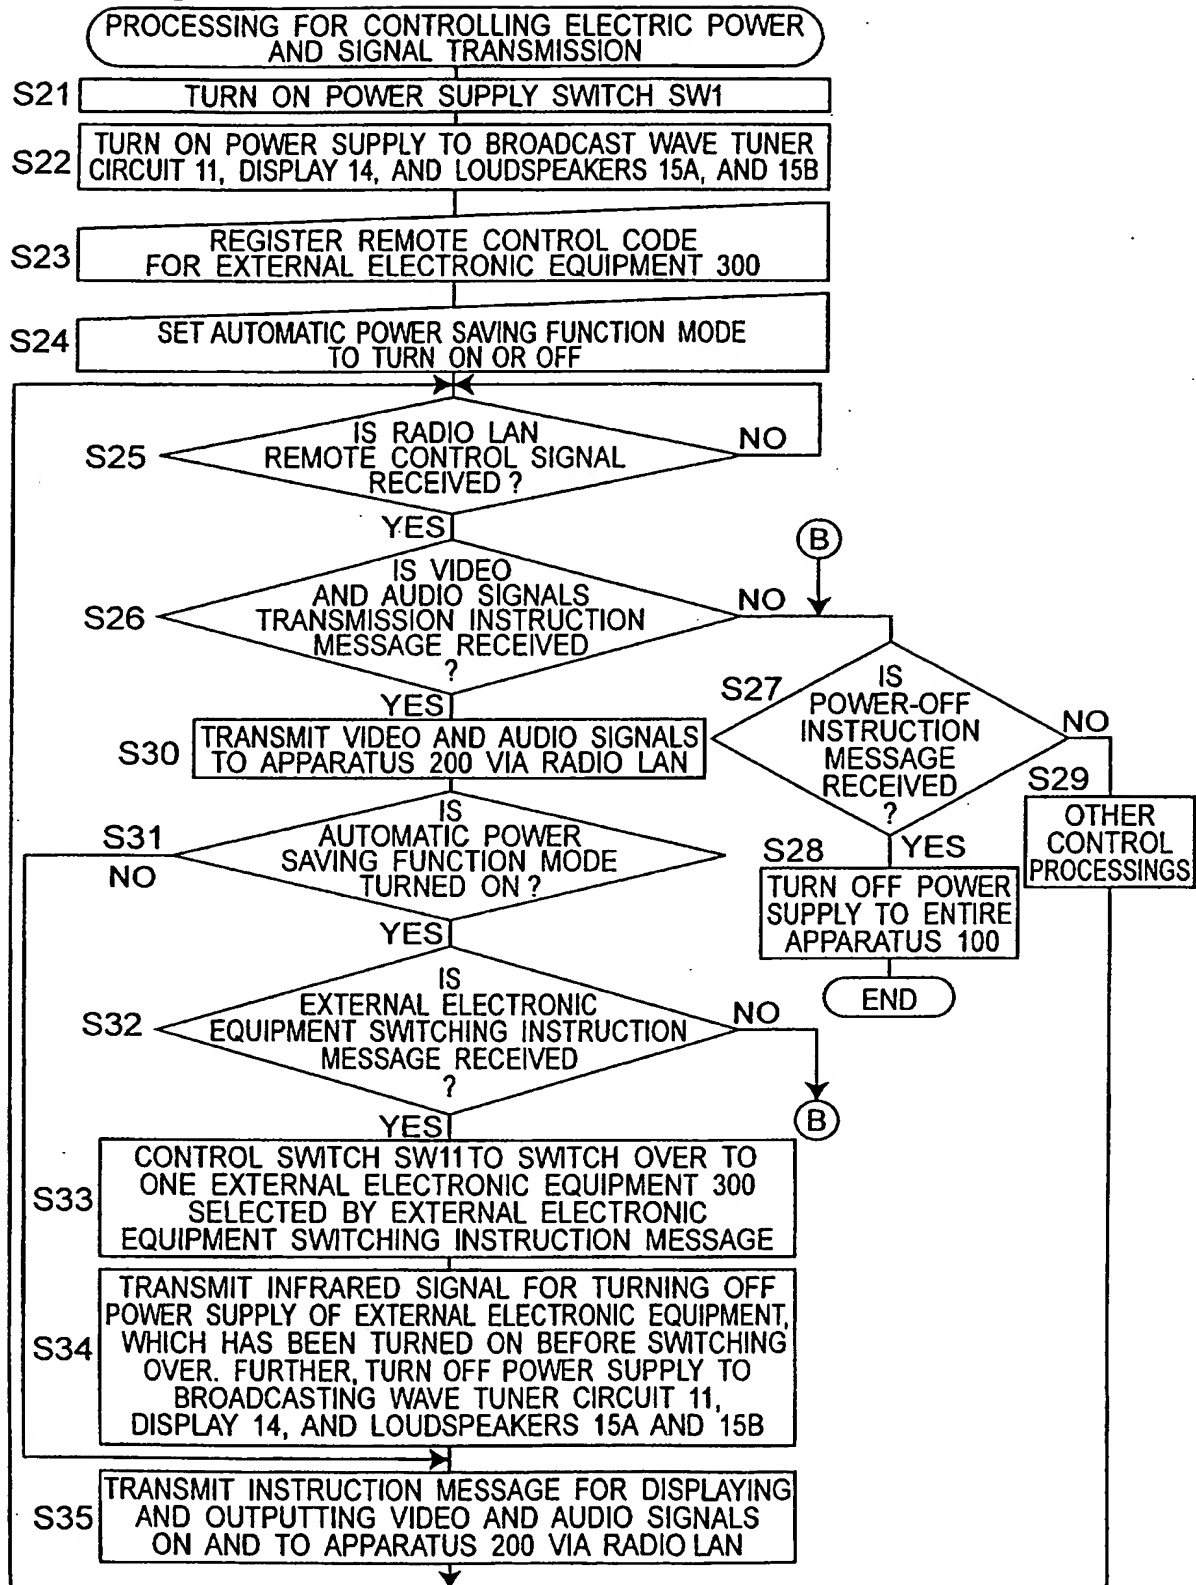 PROCESSING FOR CONTROLLING ELECTRIC POWER
AND SIGNAL TRANSMISSION
S21
TURN ON POWER SUPPLY SWITCH SW1
S22
TURN ON POWER SUPPLY TO BROADCAST WAVE TUNER
CIRCUIT 11, DISPLAY 14, AND LOUDSPEAKERS 15A, AND 15B
S23
REGISTER REMOTE CONTROL CODE
FOR EXTERNAL ELECTRONIC EQUIPMENT 300
S24
SET AUTOMATIC POWER SAVING FUNCTION MODE
TO TURN ON OR OFF
S25
IS RADIO LAN
REMOTE CONTROL SIGNAL
RECEIVED ?
NO
YES
S26
IS VIDEO
AND AUDIO SIGNALS
TRANSMISSION INSTRUCTION
MESSAGE RECEIVED
?
NO
B
YES
S27
IS
POWER-OFF
INSTRUCTION
MESSAGE
RECEIVED
?
NO
YES
S28
TURN OFF POWER
SUPPLY TO ENTIRE
APPARATUS 100
END
S29
OTHER
CONTROL
PROCESSINGS
S30
TRANSMIT VIDEO AND AUDIO SIGNALS
TO APPARATUS 200 VIA RADIO LAN
S31
IS
AUTOMATIC POWER
SAVING FUNCTION MODE
TURNED ON ?
NO
YES
S32
IS
EXTERNAL ELECTRONIC
EQUIPMENT SWITCHING INSTRUCTION
MESSAGE RECEIVED
?
NO
B
YES
S33
CONTROL SWITCH SW11 TO SWITCH OVER TO
ONE EXTERNAL ELECTRONIC EQUIPMENT 300
SELECTED BY EXTERNAL ELECTRONIC
EQUIPMENT SWITCHING INSTRUCTION MESSAGE
S34
TRANSMIT INFRARED SIGNAL FOR TURNING OFF
POWER SUPPLY OF EXTERNAL ELECTRONIC EQUIPMENT,
WHICH HAS BEEN TURNED ON BEFORE SWITCHING
OVER. FURTHER, TURN OFF POWER SUPPLY TO
BROADCASTING WAVE TUNER CIRCUIT 11,
DISPLAY 14, AND LOUDSPEAKERS 15A AND 15B
S35
TRANSMIT INSTRUCTION MESSAGE FOR DISPLAYING
AND OUTPUTTING VIDEO AND AUDIO SIGNALS
ON AND TO APPARATUS 200 VIA RADIO LAN